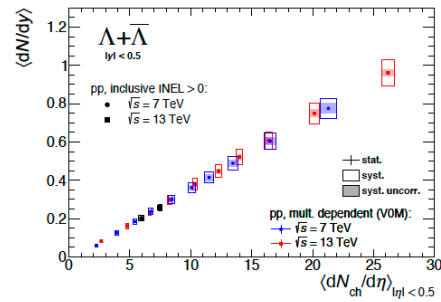 ⟨dN/dy⟩
Λ+Λ̅
|y| < 0.5
pp, inclusive INEL > 0:
√s = 7 TeV
√s = 13 TeV
stat.
syst.
syst. uncorr.
pp, mult. dependent (V0M):
√s = 7 TeV
√s = 13 TeV
1.2
1
0.8
0.6
0.4
0.2
0
0 5 10 15 20 25 30
⟨dN_ch/dη⟩_|η| < 0.5